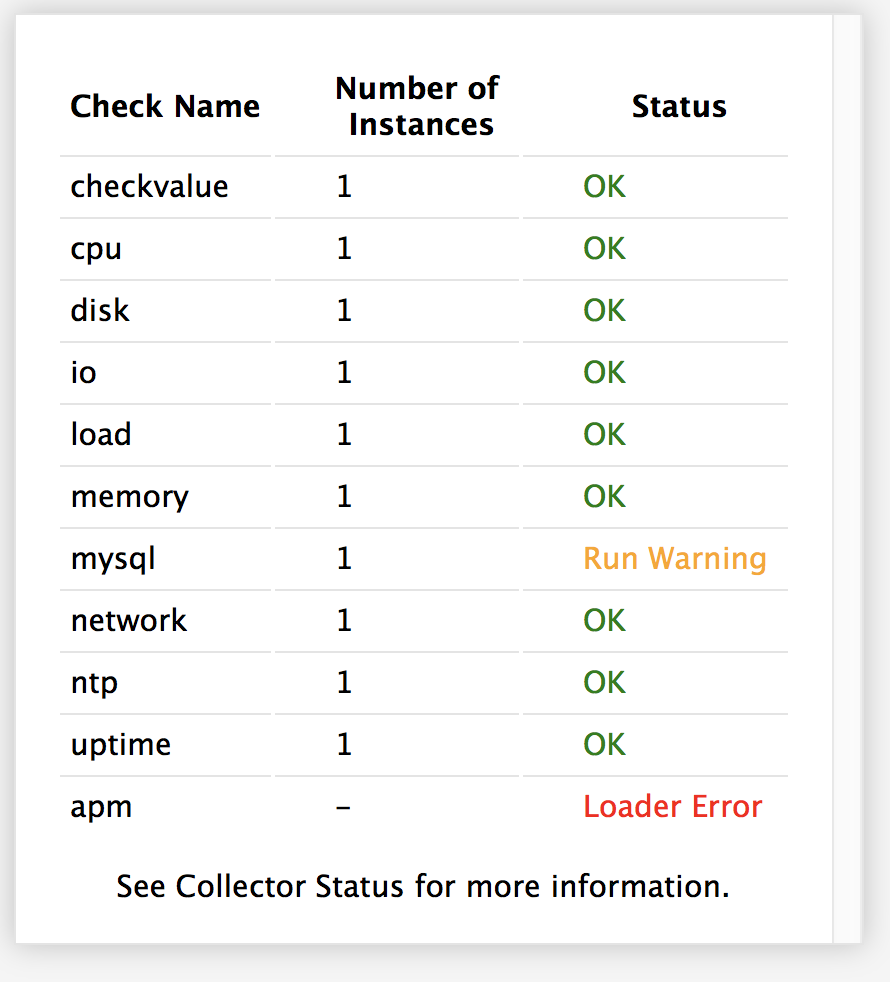 Check Name Number of Instances Status
checkvalue 1 OK
cpu 1 OK
disk 1 OK
io 1 OK
load 1 OK
memory 1 OK
mysql 1 Run Warning
network 1 OK
ntp 1 OK
uptime 1 OK
apm – Loader Error
See Collector Status for more information.